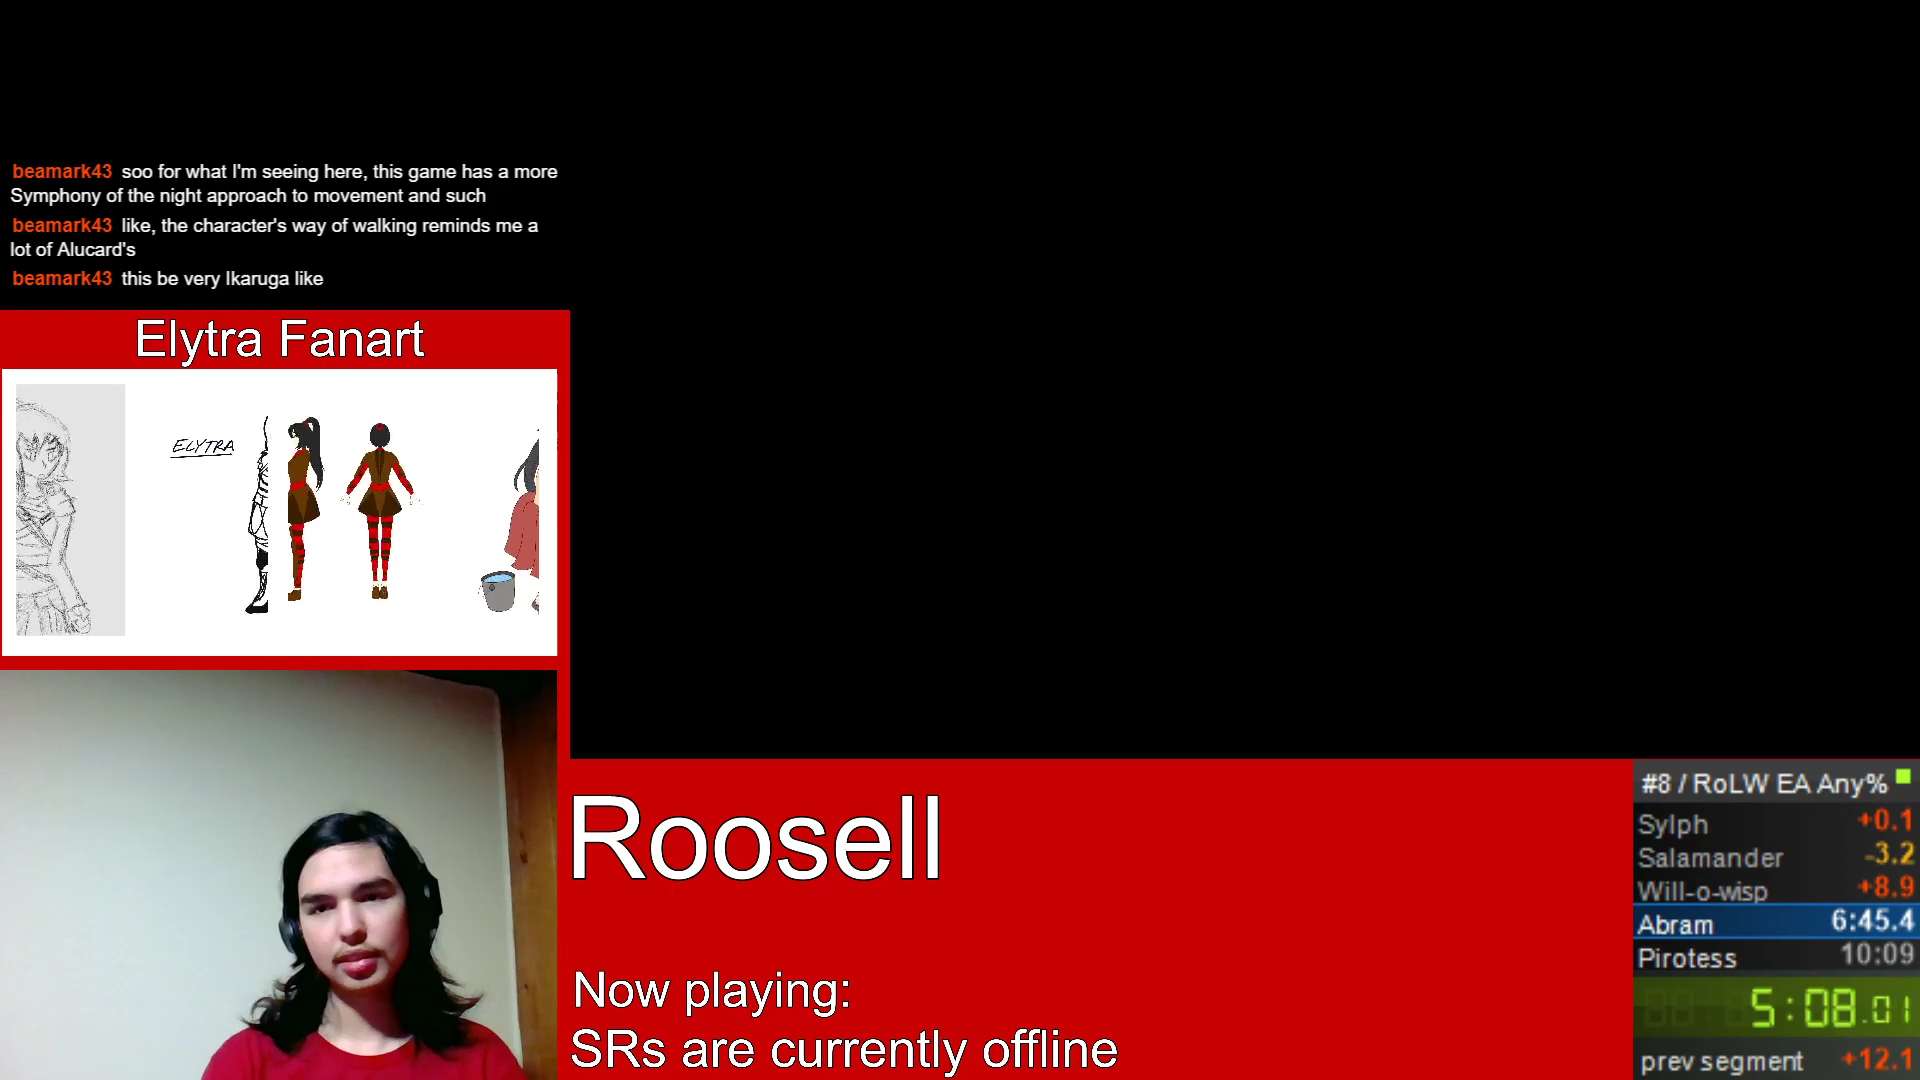 beamark43 soo for what I'm seeing here, this game has a more
Symphony of the night approach to movement and such
beamark43 like, the character's way of walking reminds me a
lot of Alucard's
beamark43 this be very Ikaruga like
Elytra Fanart
ELYTRA
Roosell
Now playing:
SRs are currently offline
#8 / RoLW EA Any%
Sylph +0.1
Salamander -3.2
Will-o-wisp +8.9
Abram 6:45.4
Pirotess 10:09
5:08.01
prev segment +12.1